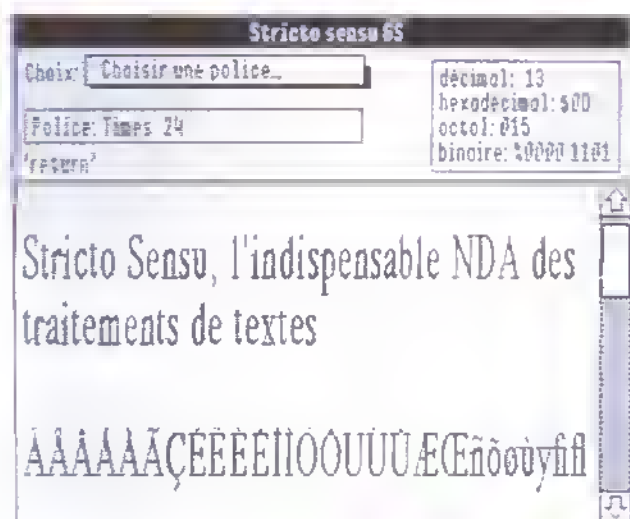 Stricto sensu GS
Choix: Choisir une police...
décimal: 13
hexadécimal: $0D
Police: Times 24
octal: 015
'return'
binaire: %0000 1101
Stricto Sensu, l'indispensable NDA des
traitements de textes